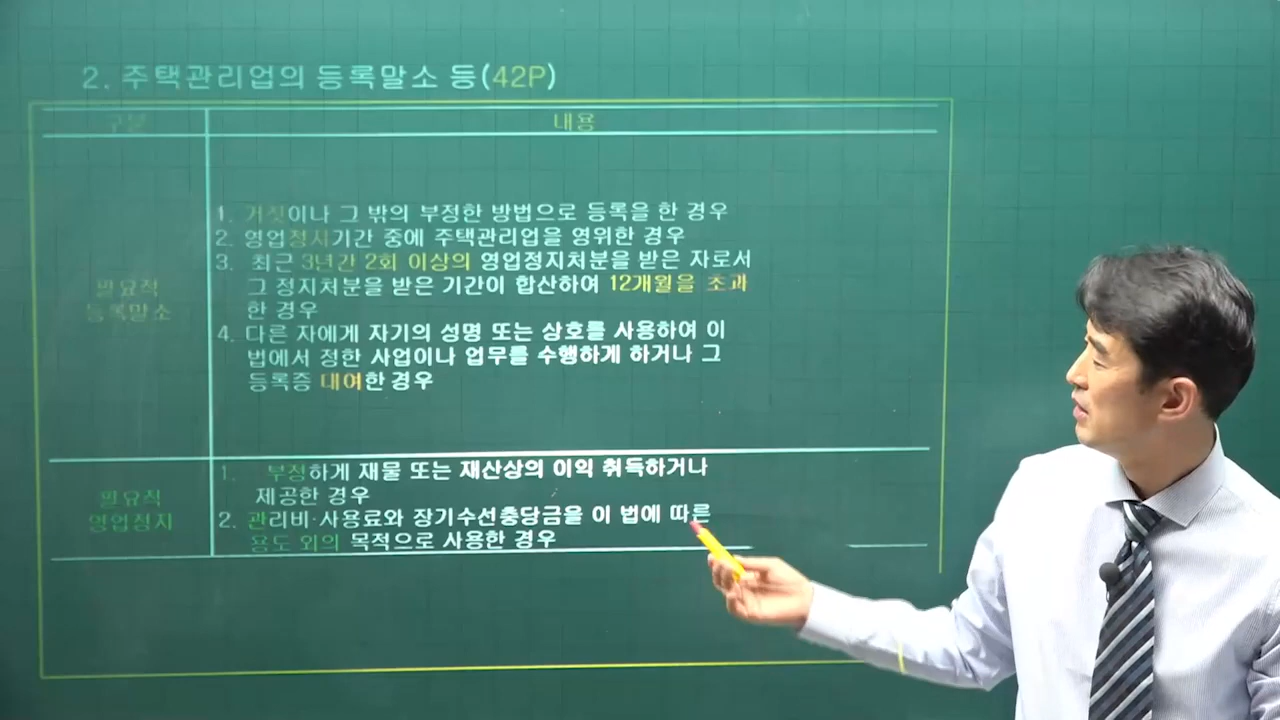 2. 주택관리업의 등록말소 등(42P)
구분 내용
필요적
등록말소
1. 거짓이나 그 밖의 부정한 방법으로 등록을 한 경우
2. 영업정지기간 중에 주택관리업을 영위한 경우
3. 최근 3년간 2회 이상의 영업정지처분을 받은 자로서
그 정지처분을 받은 기간이 합산하여 12개월을 초과
한 경우
4. 다른 자에게 자기의 성명 또는 상호를 사용하여 이
법에서 정한 사업이나 업무를 수행하게 하거나 그
등록증 대여한 경우
필요적
영업정지
1. 부정하게 재물 또는 재산상의 이익 취득하거나
제공한 경우
2. 관리비·사용료와 장기수선충당금을 이 법에 따른
용도 외의 목적으로 사용한 경우